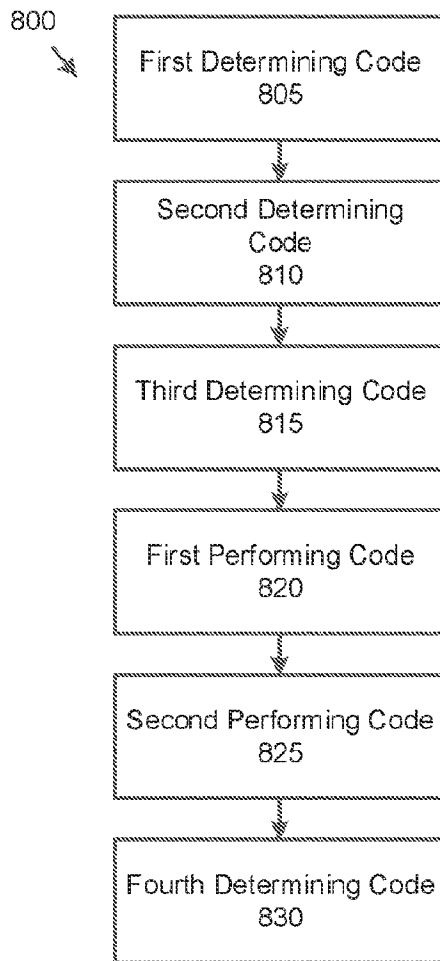 800
First Determining Code
805
Second Determining
Code
810
Third Determining Code
815
First Performing Code
820
Second Performing Code
825
Fourth Determining Code
830